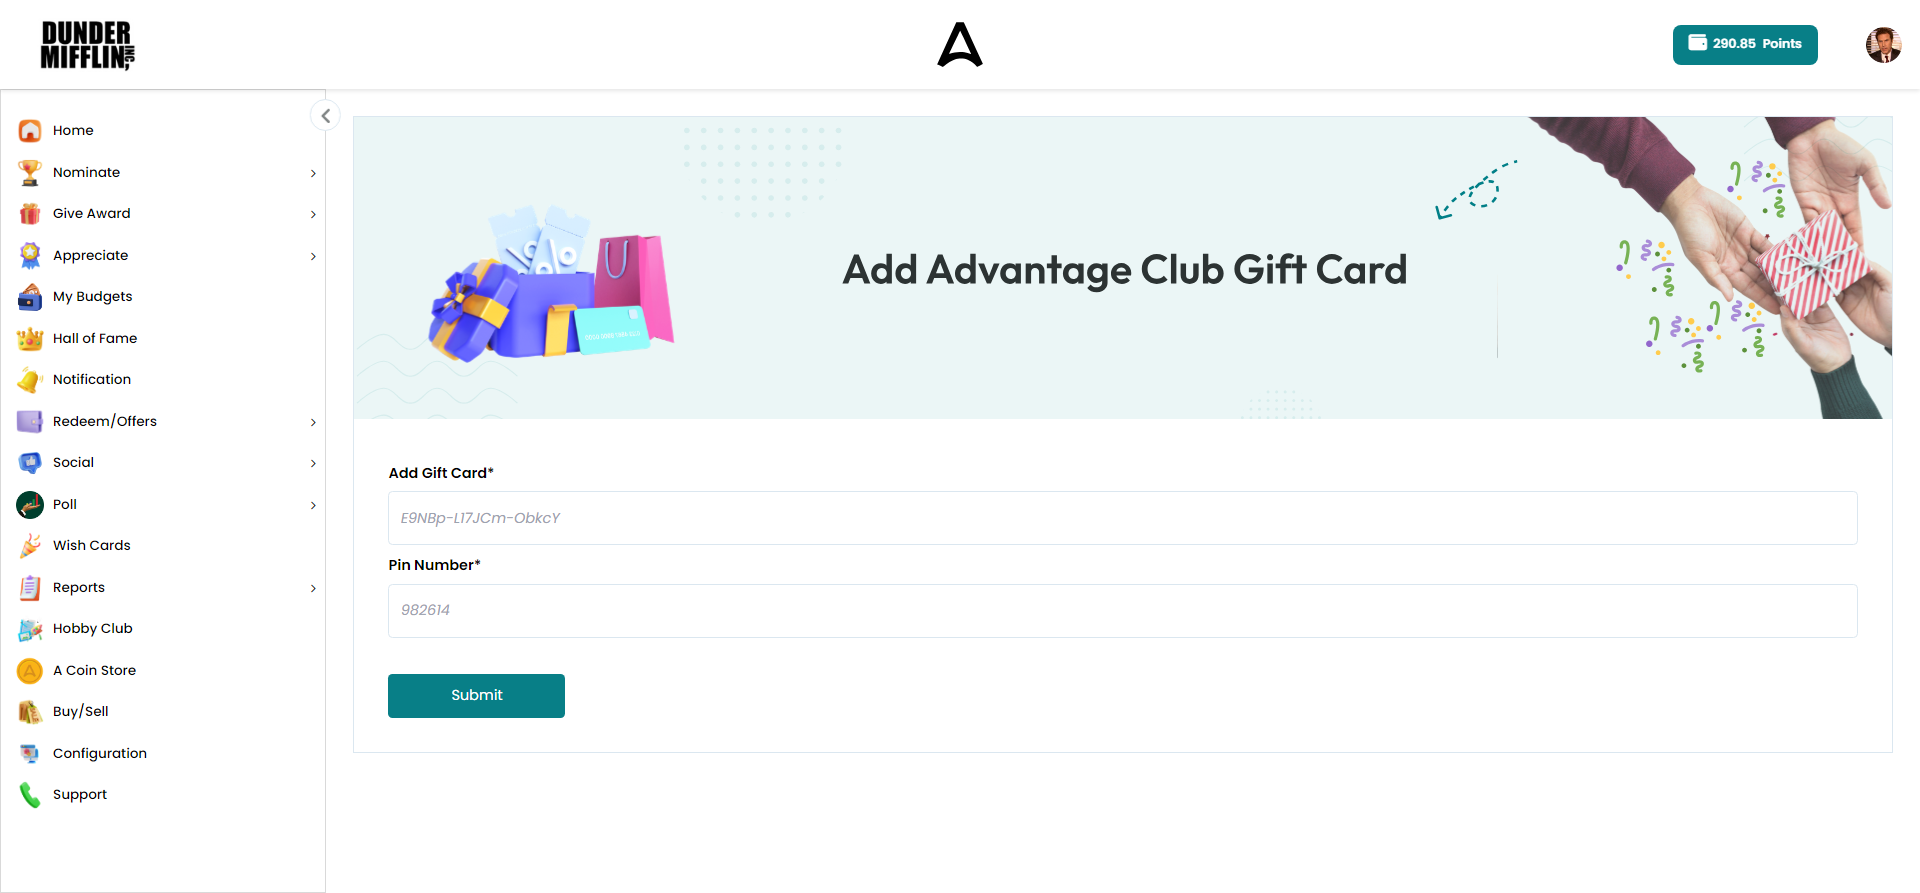 DUNDER
MIFFLIN, INC
290.85 Points
Home
Nominate
Give Award
Appreciate
My Budgets
Hall of Fame
Notification
Redeem/Offers
Social
Poll
Wish Cards
Reports
Hobby Club
A Coin Store
Buy/Sell
Configuration
Support
Add Advantage Club Gift Card
Add Gift Card*
E9NBp-L17JCm-ObkcY
Pin Number*
982614
Submit